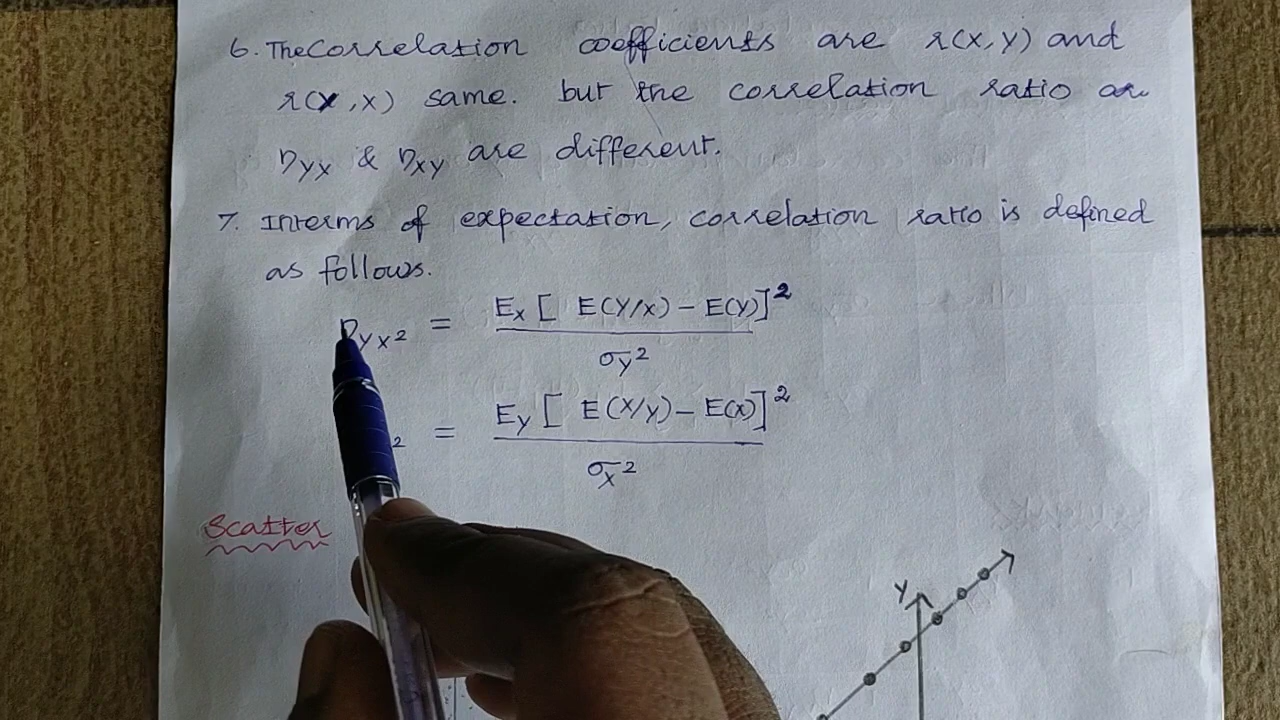 6. The Correlation coefficients are r(x,y) and
r(y,x) same. but the correlation ratio are
ηyx & ηxy are different.
7. Interms of expectation, correlation ratio is defined
as follows.
ηyx² = Ex [ E(Y/x) – E(y)]² / σy²
² = Ey [ E(X/y) – E(x)]² / σx²
Scatter
Y